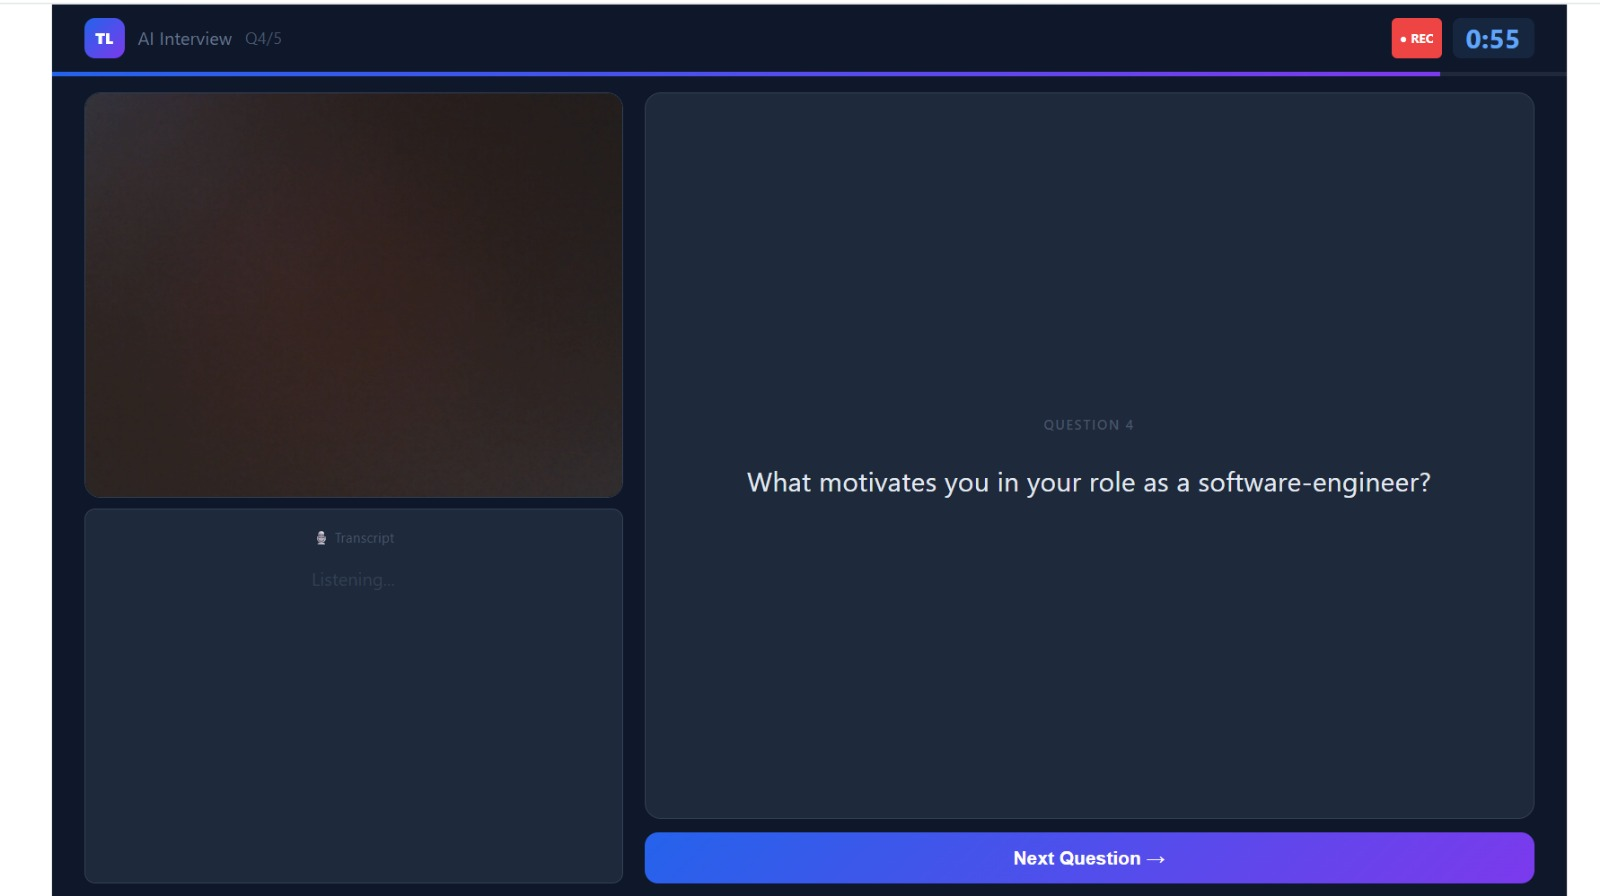 TL AI Interview Q4/5 ● REC 0:55
QUESTION 4
What motivates you in your role as a software-engineer?
Transcript
Listening...
Next Question →